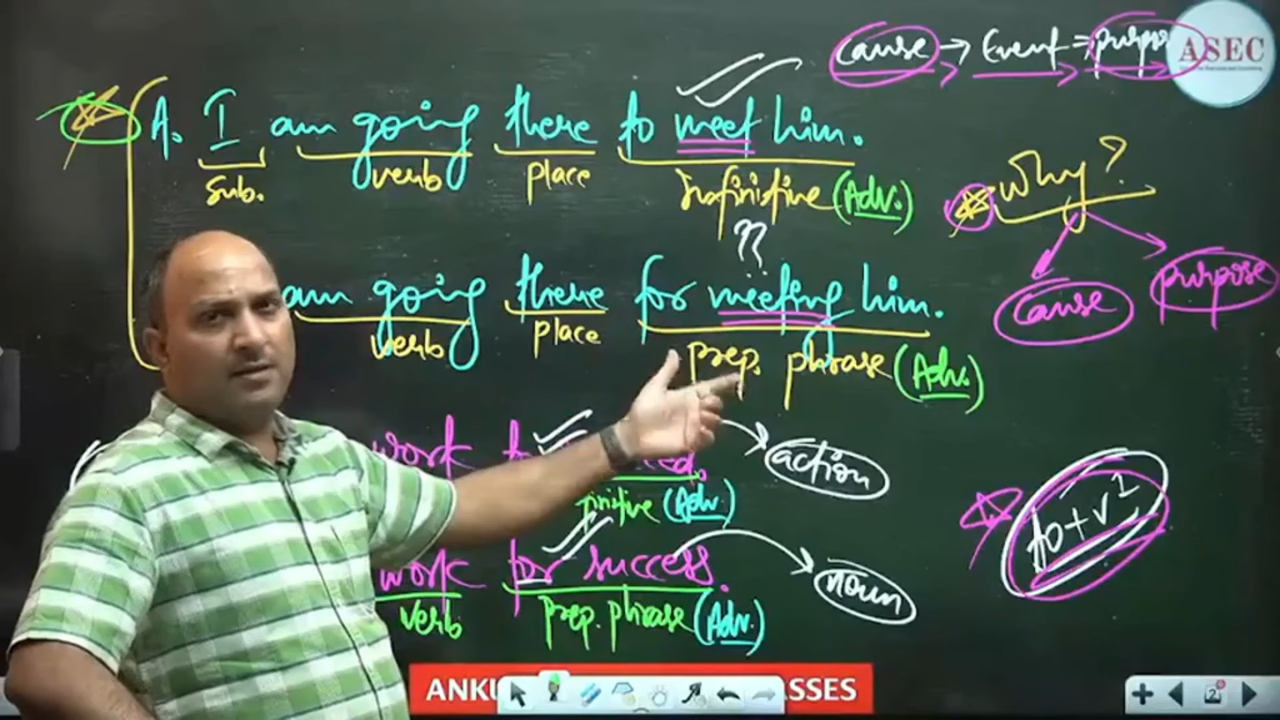 cause → Event → purpose
ASEC
A. I am going there to meet him.
Sub. verb place Infinitive (Adv.)
Why?
??
am going there for meeting him.
verb place prep. phrase (Adv.)
cause purpose
work
action
(Adv.)
to + v¹
work for success.
verb prep. phrase (Adv.)
noun
ANKU
SSES
2